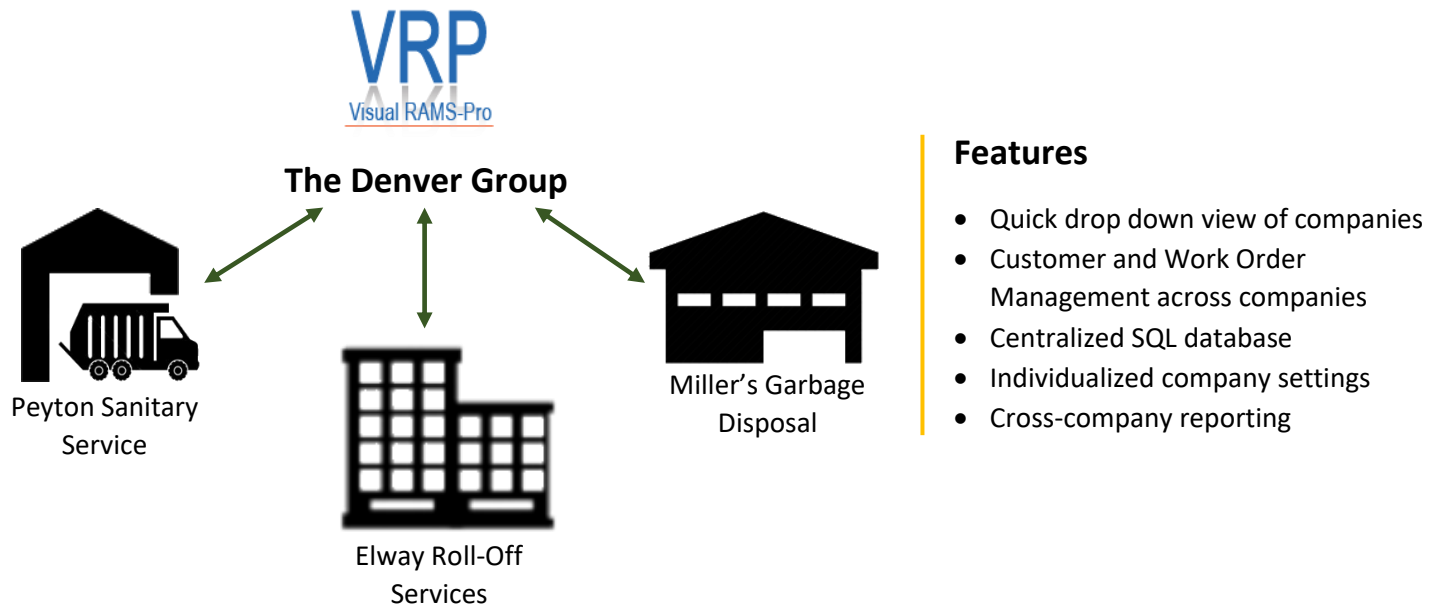 VRP
Visual RAMS-Pro
The Denver Group
Peyton Sanitary
Service
Elway Roll-Off
Services
Miller’s Garbage
Disposal
Features
• Quick drop down view of companies
• Customer and Work Order
Management across companies
• Centralized SQL database
• Individualized company settings
• Cross-company reporting